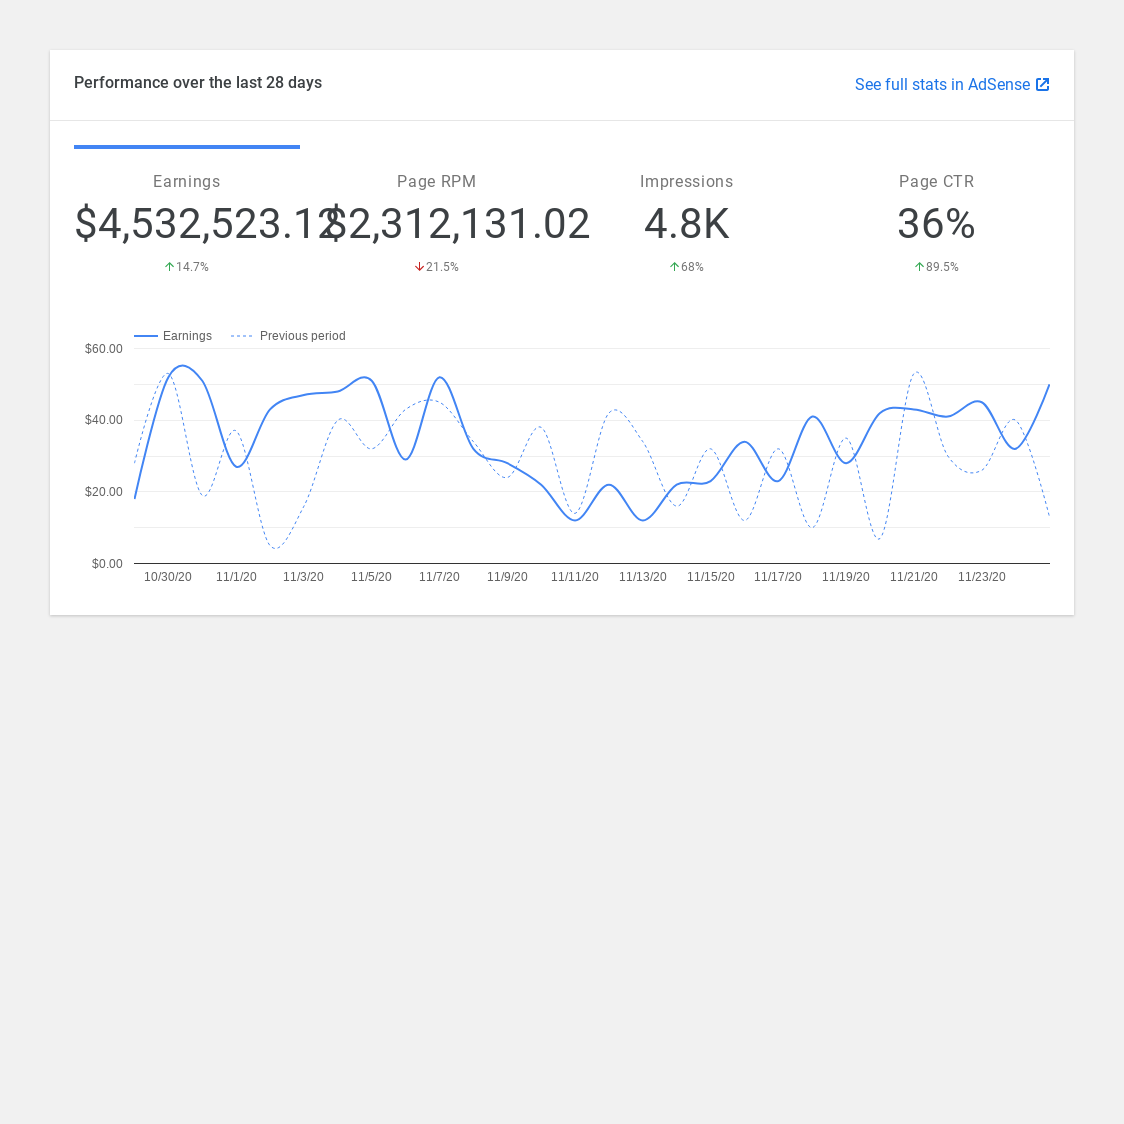 Performance over the last 28 days
See full stats in AdSense
Earnings
Page RPM
Impressions
Page CTR
$4,532,523.12
$2,312,131.02
4.8K
36%
14.7%
21.5%
68%
89.5%
Earnings
Previous period
$60.00
$40.00
$20.00
$0.00
10/30/20
11/1/20
11/3/20
11/5/20
11/7/20
11/9/20
11/11/20
11/13/20
11/15/20
11/17/20
11/19/20
11/21/20
11/23/20